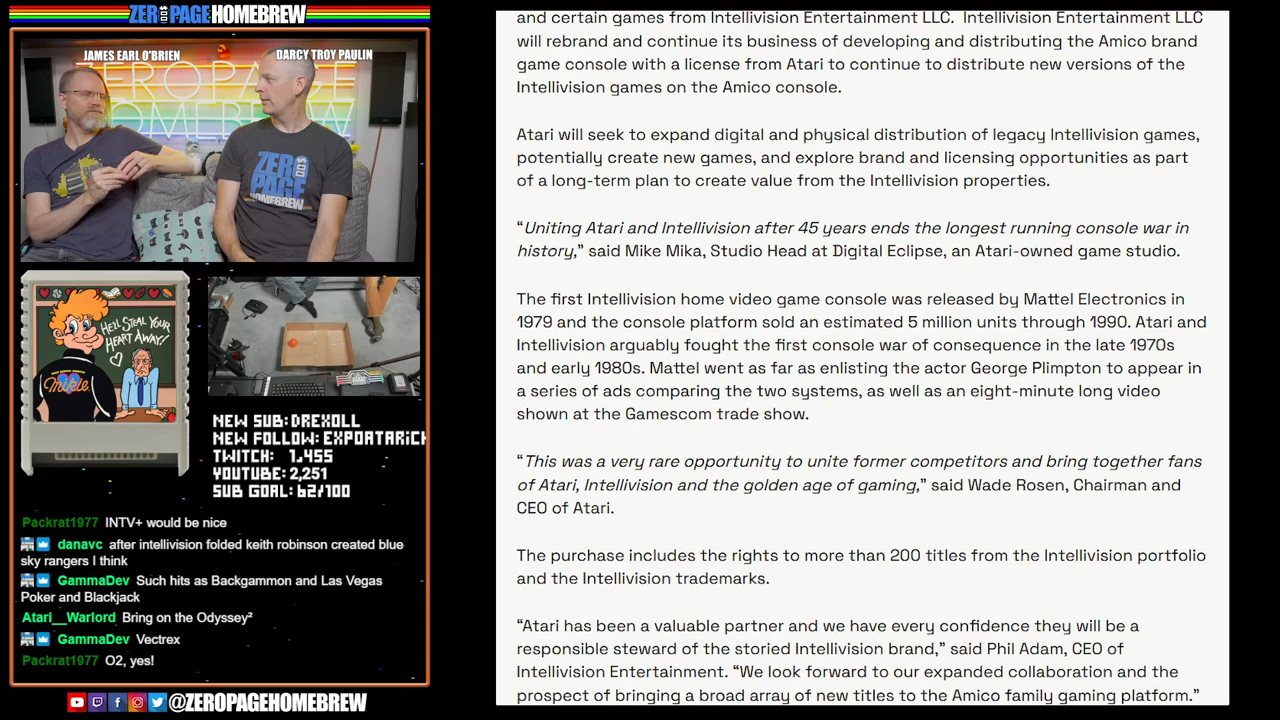 ZEROPAGEHOMEBREW
JAMES EARL O'BRIEN
DARCY TROY PAULIN
ZEROPAGE
HOMEBREW
ZERO
PAGE
HOMEBREW
HE'LL STEAL YOUR
HEART AWAY!!
Mikie
NEW SUB:DREXOLL
NEW FOLLOW:EXPOATARICH
TWITCH: 1,455
YOUTUBE:2,251
SUB GOAL:62/100
Packrat1977 INTV+ would be nice
danavc after intellivision folded keith robinson created blue
sky rangers I think
GammaDev Such hits as Backgammon and Las Vegas
Poker and Blackjack
Atari__Warlord Bring on the Odyssey²
GammaDev Vectrex
Packrat1977 O2, yes!
@ZEROPAGEHOMEBREW
and certain games from Intellivision Entertainment LLC. Intellivision Entertainment LLC
will rebrand and continue its business of developing and distributing the Amico brand
game console with a license from Atari to continue to distribute new versions of the
Intellivision games on the Amico console.
Atari will seek to expand digital and physical distribution of legacy Intellivision games,
potentially create new games, and explore brand and licensing opportunities as part
of a long-term plan to create value from the Intellivision properties.
“Uniting Atari and Intellivision after 45 years ends the longest running console war in
history,” said Mike Mika, Studio Head at Digital Eclipse, an Atari-owned game studio.
The first Intellivision home video game console was released by Mattel Electronics in
1979 and the console platform sold an estimated 5 million units through 1990. Atari and
Intellivision arguably fought the first console war of consequence in the late 1970s
and early 1980s. Mattel went as far as enlisting the actor George Plimpton to appear in
a series of ads comparing the two systems, as well as an eight-minute long video
shown at the Gamescom trade show.
“This was a very rare opportunity to unite former competitors and bring together fans
of Atari, Intellivision and the golden age of gaming,” said Wade Rosen, Chairman and
CEO of Atari.
The purchase includes the rights to more than 200 titles from the Intellivision portfolio
and the Intellivision trademarks.
“Atari has been a valuable partner and we have every confidence they will be a
responsible steward of the storied Intellivision brand,” said Phil Adam, CEO of
Intellivision Entertainment. “We look forward to our expanded collaboration and the
prospect of bringing a broad array of new titles to the Amico family gaming platform.”